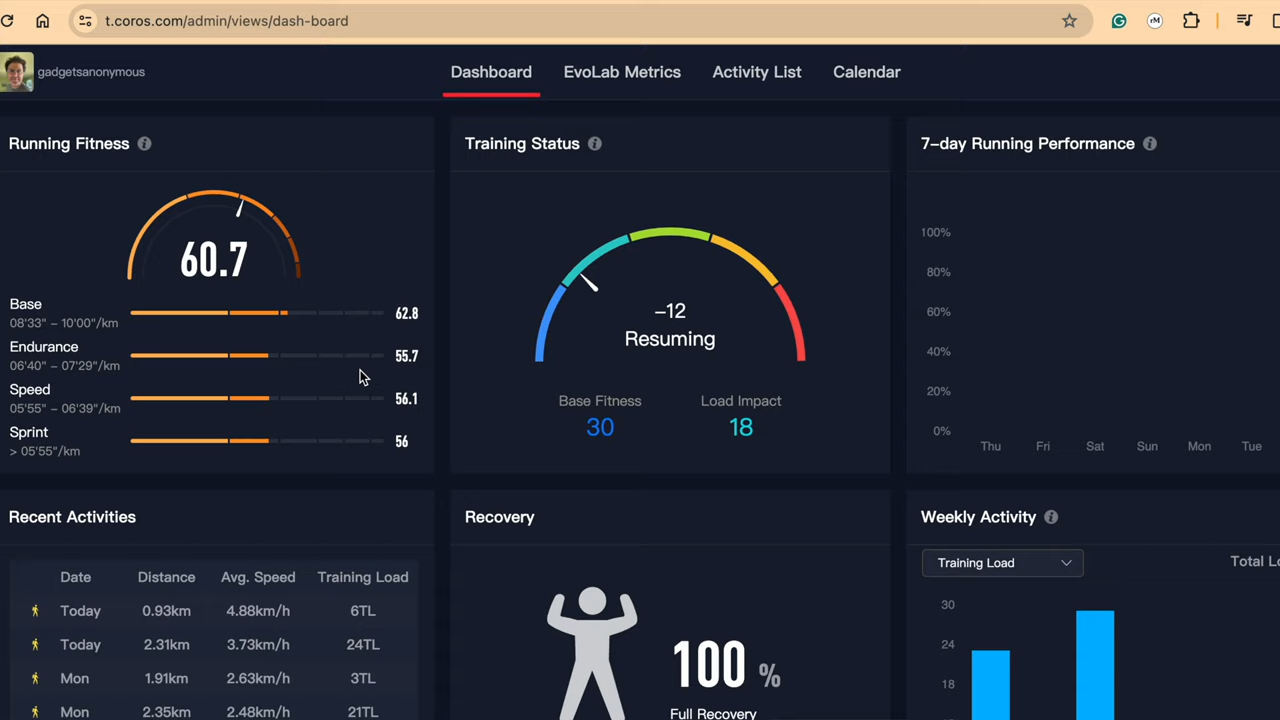 t.coros.com/admin/views/dash-board
rM
gadgetsanonymous
Dashboard
EvoLab Metrics
Activity List
Calendar
Running Fitness
60.7
Base
08'33" – 10'00"/km
62.8
Endurance
06'40" – 07'29"/km
55.7
Speed
05'55" – 06'39"/km
56.1
Sprint
> 05'55"/km
56
Training Status
–12
Resuming
Base Fitness
30
Load Impact
18
7-day Running Performance
100%
80%
60%
40%
20%
0%
Thu Fri Sat Sun Mon Tue
Recent Activities
Date Distance Avg. Speed Training Load
Today 0.93km 4.88km/h 6TL
Today 2.31km 3.73km/h 24TL
Mon 1.91km 2.63km/h 3TL
Mon 2.35km 2.48km/h 21TL
Recovery
100 %
Full Recovery
Weekly Activity
Training Load
Total
30
24
18